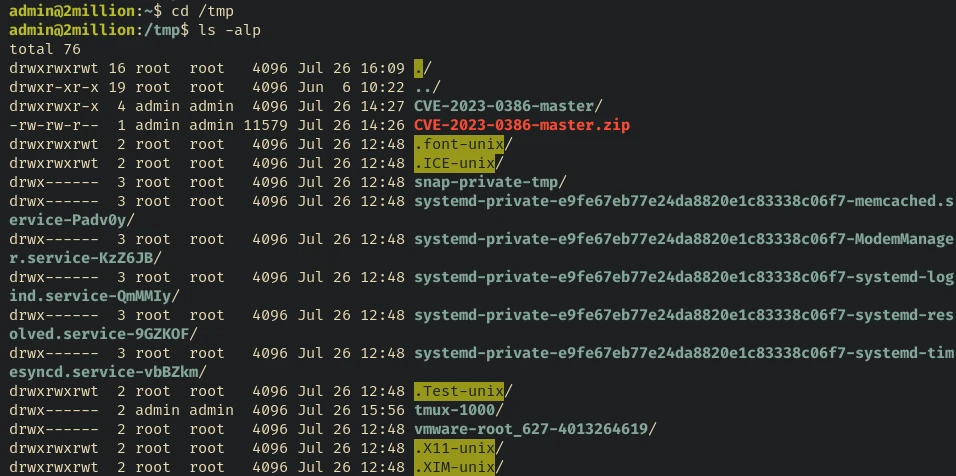 admin@2million:~$ cd /tmp
admin@2million:/tmp$ ls -alp
total 76
drwxrwxrwt 16 root  root   4096 Jul 26 16:09 ./
drwxr-xr-x 19 root  root   4096 Jun  6 10:22 ../
drwxrwxr-x  4 admin admin  4096 Jul 26 14:27 CVE-2023-0386-master/
-rw-rw-r--  1 admin admin 11579 Jul 26 14:26 CVE-2023-0386-master.zip
drwxrwxrwt  2 root  root   4096 Jul 26 12:48 .font-unix/
drwxrwxrwt  2 root  root   4096 Jul 26 12:48 .ICE-unix/
drwx------  3 root  root   4096 Jul 26 12:48 snap-private-tmp/
drwx------  3 root  root   4096 Jul 26 12:48 systemd-private-e9fe67eb77e24da8820e1c83338c06f7-memcached.s
ervice-Padv0y/
drwx------  3 root  root   4096 Jul 26 12:48 systemd-private-e9fe67eb77e24da8820e1c83338c06f7-ModemManage
r.service-KzZ6JB/
drwx------  3 root  root   4096 Jul 26 12:48 systemd-private-e9fe67eb77e24da8820e1c83338c06f7-systemd-log
ind.service-QmMMIy/
drwx------  3 root  root   4096 Jul 26 12:48 systemd-private-e9fe67eb77e24da8820e1c83338c06f7-systemd-res
olved.service-9GZKOF/
drwx------  3 root  root   4096 Jul 26 12:48 systemd-private-e9fe67eb77e24da8820e1c83338c06f7-systemd-tim
esyncd.service-vbBZkm/
drwxrwxrwt  2 root  root   4096 Jul 26 12:48 .Test-unix/
drwx------  2 admin admin  4096 Jul 26 15:56 tmux-1000/
drwx------  2 root  root   4096 Jul 26 12:48 vmware-root_627-4013264619/
drwxrwxrwt  2 root  root   4096 Jul 26 12:48 .X11-unix/
drwxrwxrwt  2 root  root   4096 Jul 26 12:48 .XIM-unix/